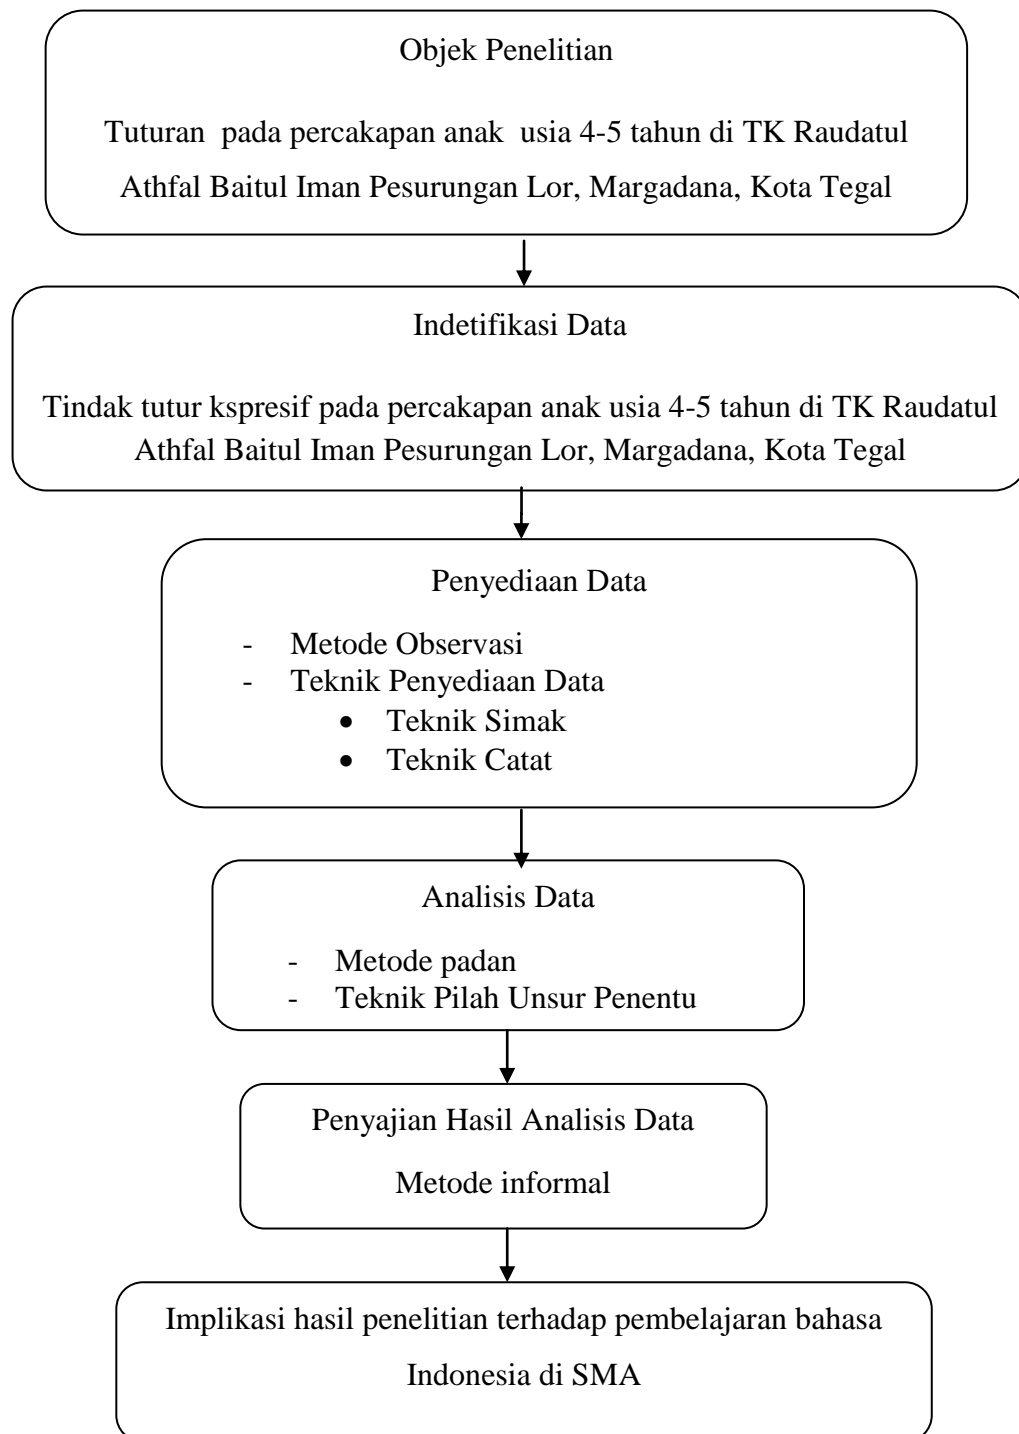 Objek Penelitian
Tuturan pada percakapan anak usia 4-5 tahun di TK Raudatul
Athfal Baitul Iman Pesurungan Lor, Margadana, Kota Tegal
Indetifikasi Data
Tindak tutur kspresif pada percakapan anak usia 4-5 tahun di TK Raudatul
Athfal Baitul Iman Pesurungan Lor, Margadana, Kota Tegal
Penyediaan Data
- Metode Observasi
- Teknik Penyediaan Data
• Teknik Simak
• Teknik Catat
Analisis Data
- Metode padan
- Teknik Pilah Unsur Penentu
Penyajian Hasil Analisis Data
Metode informal
Implikasi hasil penelitian terhadap pembelajaran bahasa
Indonesia di SMA